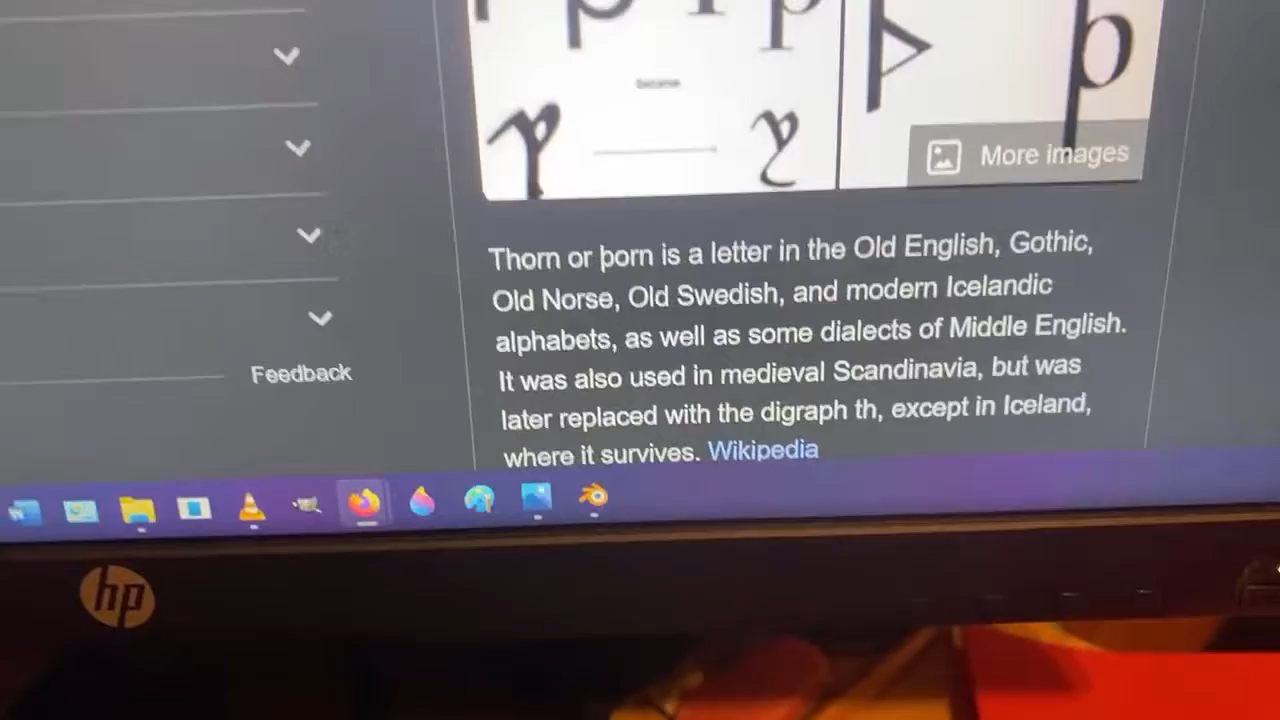 More images
Thorn or þorn is a letter in the Old English, Gothic,
Old Norse, Old Swedish, and modern Icelandic
alphabets, as well as some dialects of Middle English.
It was also used in medieval Scandinavia, but was
later replaced with the digraph th, except in Iceland,
where it survives. Wikipedia
Feedback
hp